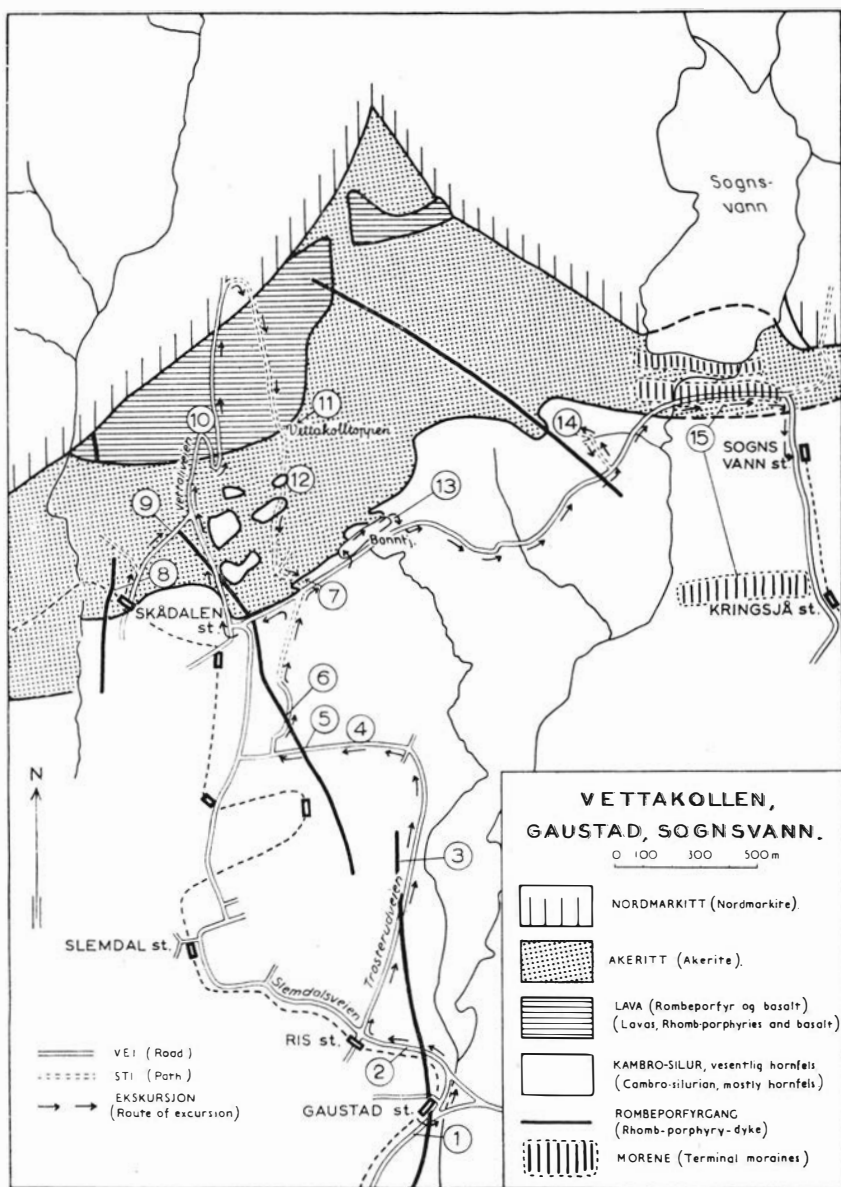 Sogns-
vann
11
10
Vettakolltoppen
14
15
SOGNS
VANN st.
Vettaliveien
12
9
13
Banntj.
8
7
SKÅDALEN
st.
KRINGSJÅ st.
6
5
4
N
3
Trosterudveien
SLEMDAL st.
Slemdalsveien
RIS st.
2
GAUSTAD st.
1
VEI (Road)
STI (Path)
EKSKURSJON
(Route of excursion)
VETTAKOLLEN,
GAUSTAD, SOGNSVANN.
0 100 300 500 m
NORDMARKITT (Nordmarkite).
AKERITT (Akerite).
LAVA (Rombeporfyr og basalt)
(Lavas, Rhomb-porphyries and basalt)
KAMBRO-SILUR, vesentlig hornfels
(Cambro-silurian, mostly hornfels)
ROMBEPORFYRGANG
(Rhomb-porphyry-dyke)
MORENE (Terminal moraines)